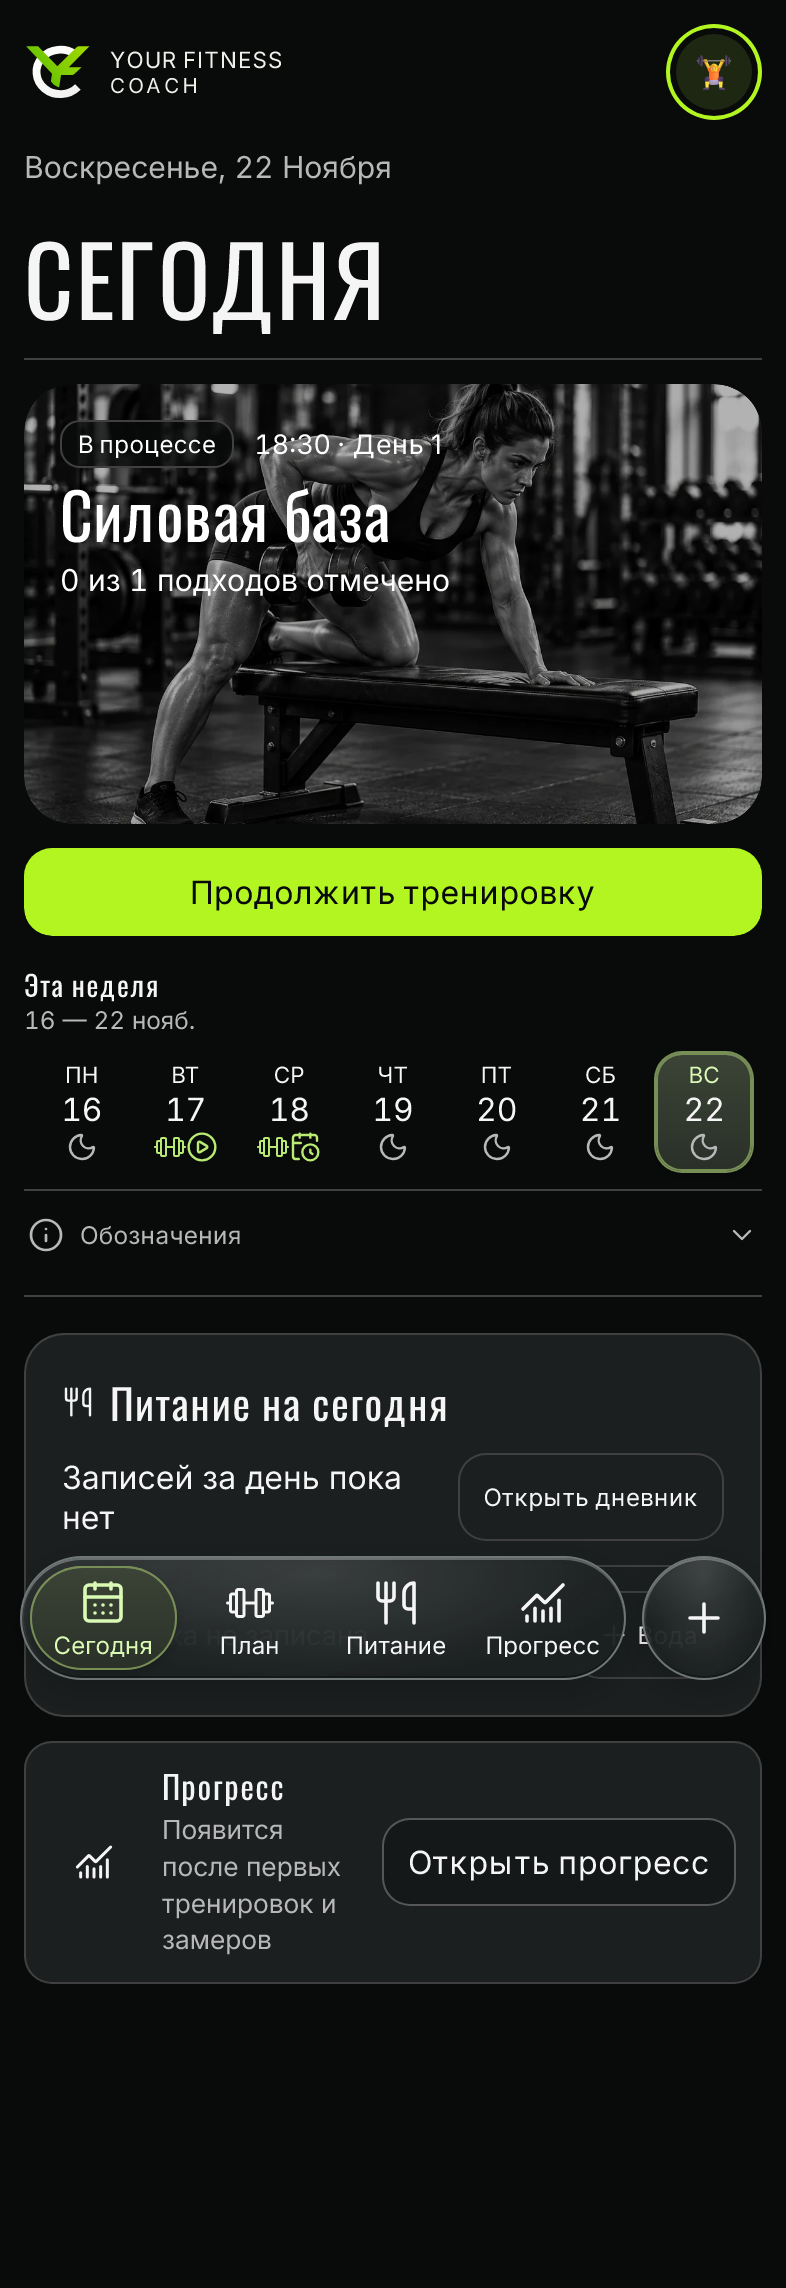 YOUR FITNESS
COACH
Воскресенье, 22 Ноября
СЕГОДНЯ
В процессе
18:30 · День 1
Силовая база
0 из 1 подходов отмечено
Продолжить тренировку
Эта неделя
16 — 22 нояб.
ПН ВТ СР ЧТ ПТ СБ ВС
16 17 18 19 20 21 22
Обозначения
Питание на сегодня
Записей за день пока
нет
Открыть дневник
Вода
Сегодня
План
Питание
Прогресс
Прогресс
Появится
после первых
тренировок и
замеров
Открыть прогресс